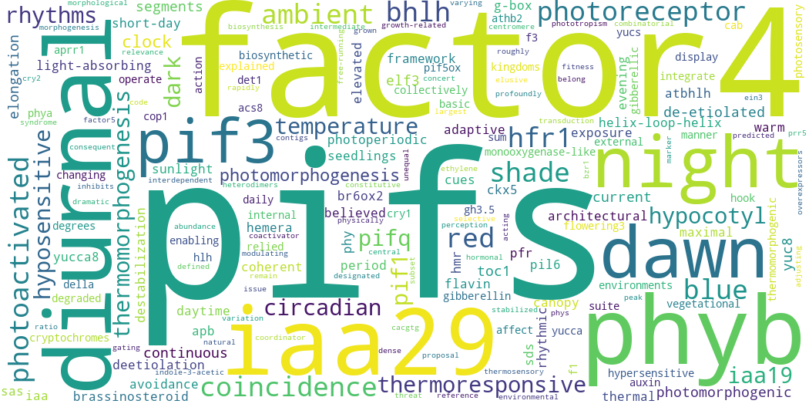 rhythms
morphological
morphogenesis
short-day
segments
biosynthesis
intermediate
varying
ambient
bhlh
g-box
athb2
phototropism
combinatorial
centromere
photoreceptor
growth-related
grown
roughly
relevance
aprr1
yucs
f3
fitness
belong
cab
photosensory
cry2
clock
biosynthetic
framework
kingdoms
display
elusive
profoundly
factor4
light-absorbing
dark
action
explained
pif5ox
concert
rapidly
largest
elongation
operate
det1
elevated
elf3
collectively
basic
evening
gibberellic
integrate
atbhlh
de-etiolated
ein3
free-running
code
factor5
syndrome
phya
cop1
acs8
contigs
pif3
temperature
adaptive
sum
hfr1
exposure
helix-loop-helix
manner
predicted
warm
prr5
transduction
diurnal
thermomorphogenesis
photoperiodic
seedlings
unequal
monooxygenase-like
external
marker
consequent
inhibits
dramatic
interdependent
sunlight
photomorphogenesis
cues
shade
night
photoactivated
hyposensitive
changing
heterodimers
constitutive
ethylene
bzr1
selective
hook
overexpressors
degrees
enabling
daily
br6ox2
cry1
gh3.5
ckx5
current
maximal
abundance
internal
believed
perception
architectural
flowering3
thermomorphogenic
yucca8
hemera
coactivator
physically
phy
pifq
acting
hypocotyl
della
hlh
relied
central
hmr
red
pifs
dawn
yuc8
defined
modulating
period
designated
pif1
toc1
pfr
pil6
environments
adjusting
degraded
destabilization
coherent
issue
hormonal
subset
remain
flavin
blue
peak
suite
vegetational
ratio
gating
daytime
variation
gibberellin
canopy
cryptochromes
circadian
stabilized
phys
affect
rhythmic
yucca
phyb
apb
natural
iaa29
coordinator
proposal
dense
continuous
deetiolation
indole-3-acetic
thermosensory
sds
f1
hypersensitive
iaa19
auxin
sas
iaa
avoidance
coincidence
cacgtg
thermoresponsive
threat
reference
environmental
thermal
photomorphogenic
brassinosteroid